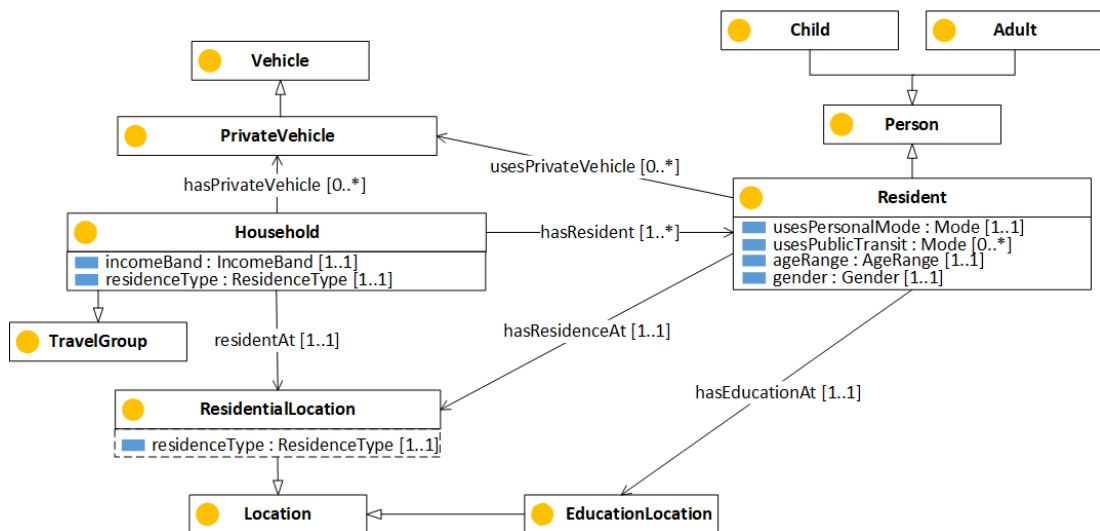 Child
Adult
Vehicle
PrivateVehicle
Person
usesPrivateVehicle [0..*]
hasPrivateVehicle [0..*]
Resident
usesPersonalMode : Mode [1..1]
usesPublicTransit : Mode [0..*]
ageRange : AgeRange [1..1]
gender : Gender [1..1]
Household
incomeBand : IncomeBand [1..1]
residenceType : ResidenceType [1..1]
hasResident [1..*]
TravelGroup
residentAt [1..1]
hasResidenceAt [1..1]
hasEducationAt [1..1]
ResidentialLocation
residenceType : ResidenceType [1..1]
Location
EducationLocation